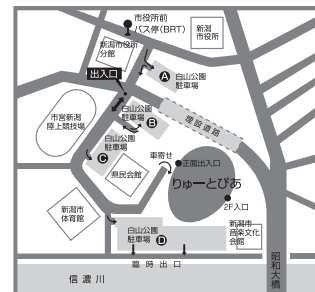 市役所前
バス停(BRT)
新潟
市役所
新潟市役所
分館
出入口
A
白山公園
駐車場
白山公園
駐車場
B
埋設道路
市営新潟
陸上競技場
白山公園
駐車場
C
車寄せ
正面出入口
県民会館
りゅーとぴあ
新潟市
体育館
2F入口
白山公園
駐車場
D
新潟市
音楽文化
会館
臨時出口
昭和大橋
信濃川